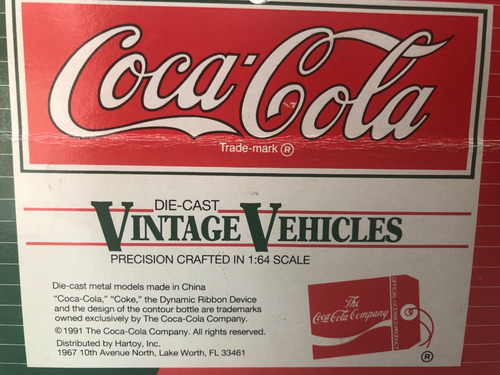 Coca-Cola
Trade-mark ®
DIE-CAST
VINTAGE VEHICLES
PRECISION CRAFTED IN 1:64 SCALE
Die-cast metal models made in China
“Coca-Cola,” “Coke,” the Dynamic Ribbon Device
and the design of the contour bottle are trademarks
owned exclusively by The Coca-Cola Company.
©1991 The Coca-Cola Company. All rights reserved.
Distributed by Hartoy, Inc.
1967 10th Avenue North, Lake Worth, FL 33461
The
Coca-Cola Company
OFFICIAL LICENSED PRODUCT
®